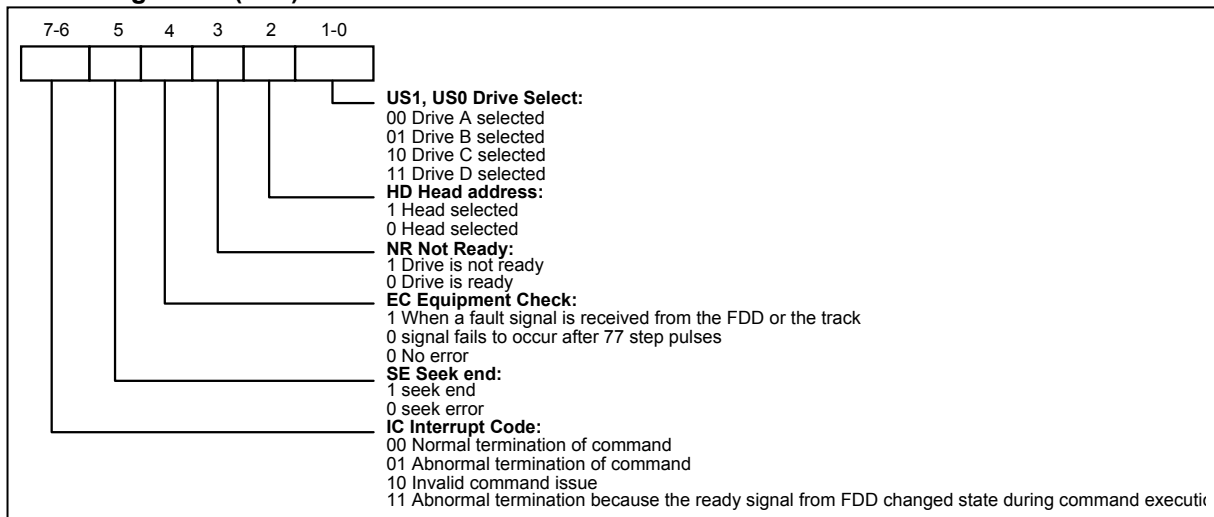 7-6 5 4 3 2 1-0
US1, US0 Drive Select:
00 Drive A selected
01 Drive B selected
10 Drive C selected
11 Drive D selected
HD Head address:
1 Head selected
0 Head selected
NR Not Ready:
1 Drive is not ready
0 Drive is ready
EC Equipment Check:
1 When a fault signal is received from the FDD or the track
0 signal fails to occur after 77 step pulses
0 No error
SE Seek end:
1 seek end
0 seek error
IC Interrupt Code:
00 Normal termination of command
01 Abnormal termination of command
10 Invalid command issue
11 Abnormal termination because the ready signal from FDD changed state during command